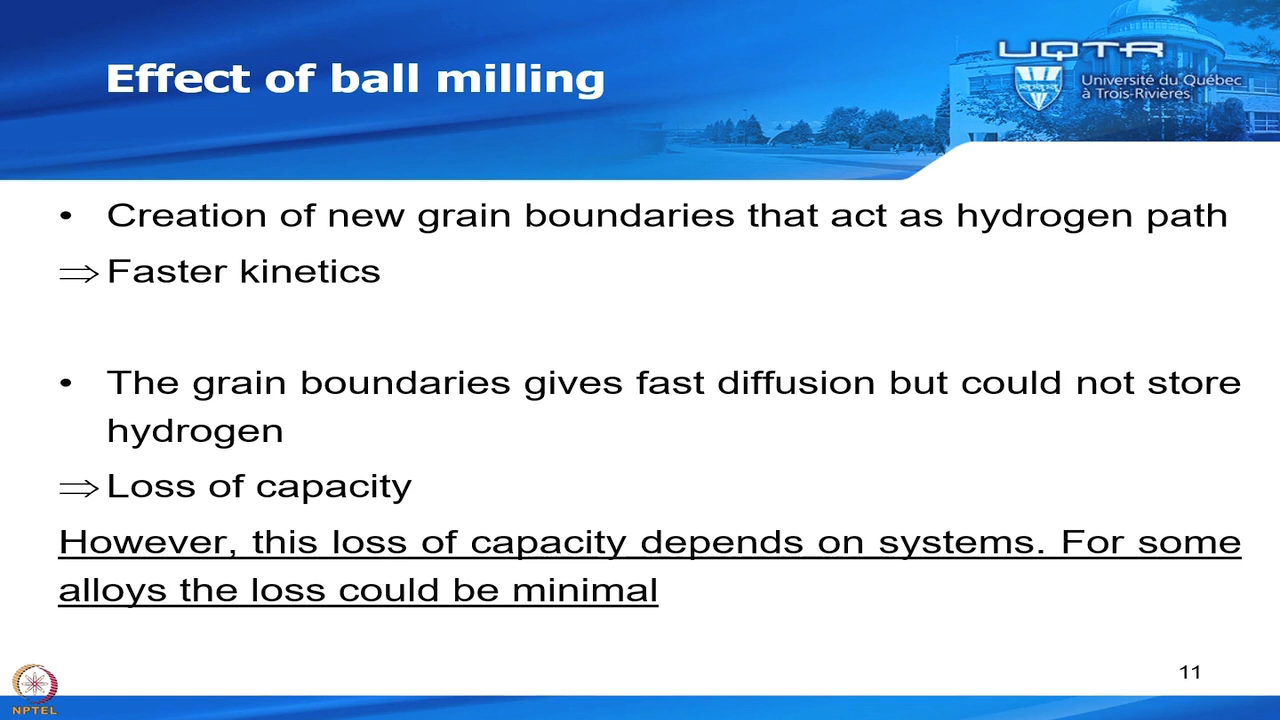 Effect of ball milling
UQTR
Université du Québec
à Trois-Rivières
• Creation of new grain boundaries that act as hydrogen path
⇒ Faster kinetics
• The grain boundaries gives fast diffusion but could not store
hydrogen
⇒ Loss of capacity
However, this loss of capacity depends on systems. For some
alloys the loss could be minimal
11
NPTEL